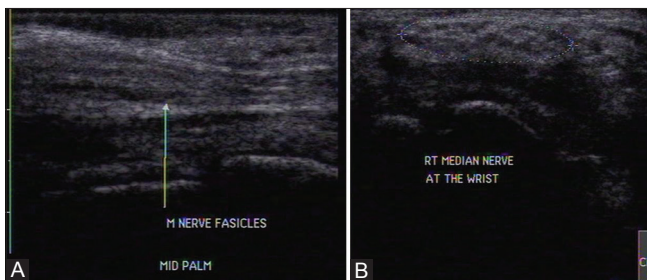 M NERVE FASICLES
MID PALM
A
RT MEDIAN NERVE
AT THE WRIST
B
C